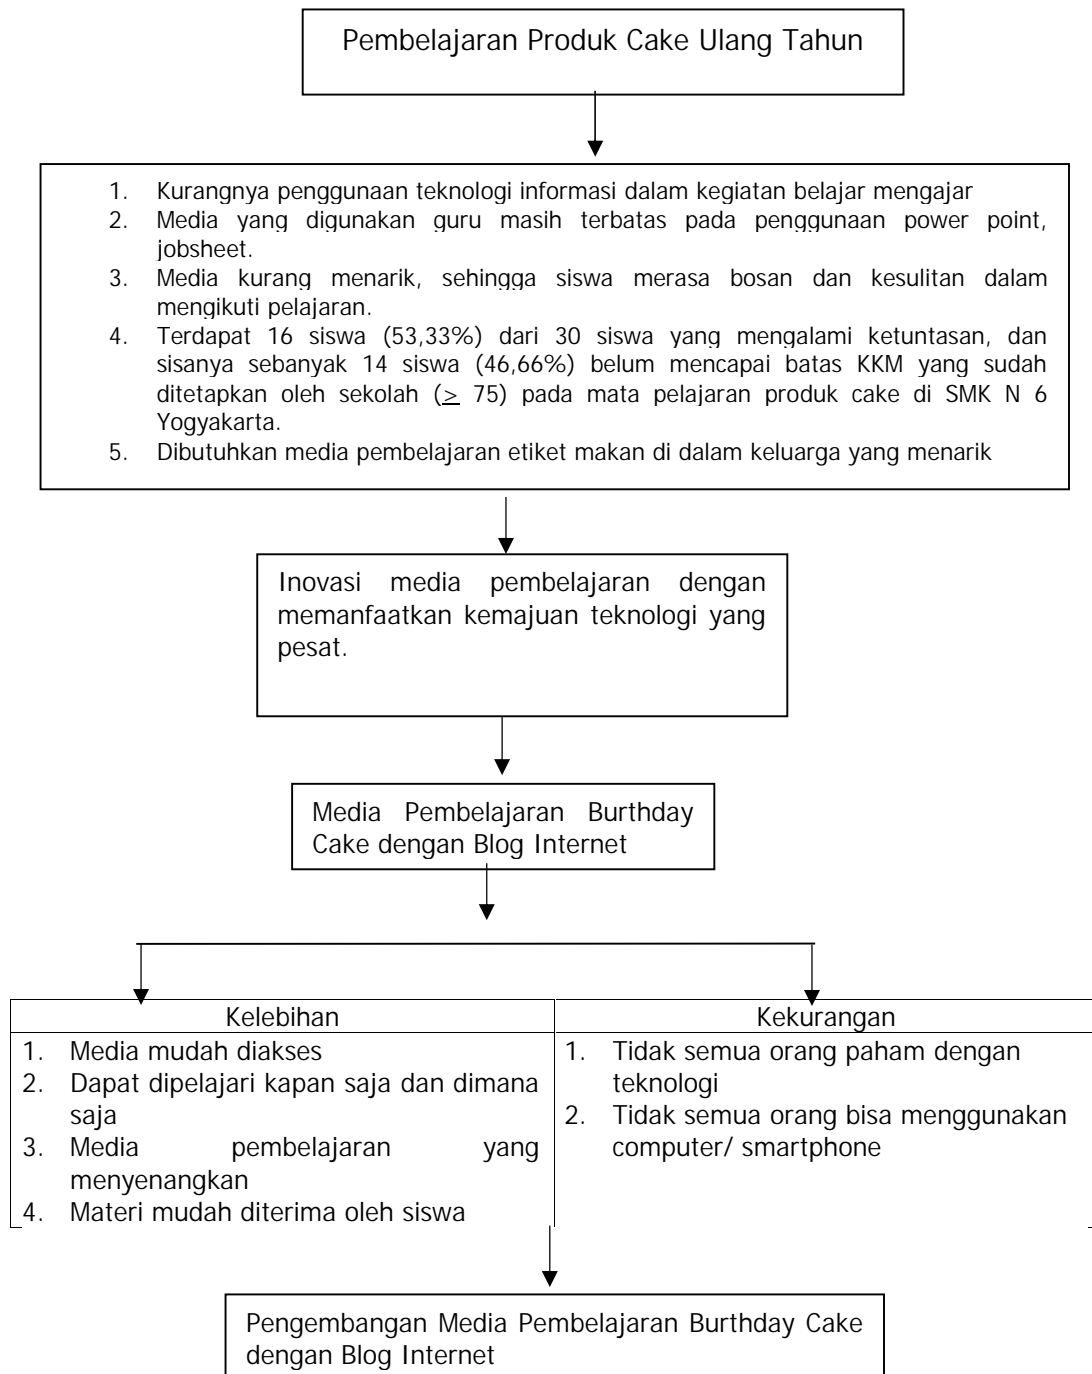 Pembelajaran Produk Cake Ulang Tahun
1. Kurangnya penggunaan teknologi informasi dalam kegiatan belajar mengajar
2. Media yang digunakan guru masih terbatas pada penggunaan power point,
jobsheet.
3. Media kurang menarik, sehingga siswa merasa bosan dan kesulitan dalam
mengikuti pelajaran.
4. Terdapat 16 siswa (53,33%) dari 30 siswa yang mengalami ketuntasan, dan
sisanya sebanyak 14 siswa (46,66%) belum mencapai batas KKM yang sudah
ditetapkan oleh sekolah (≥ 75) pada mata pelajaran produk cake di SMK N 6
Yogyakarta.
5. Dibutuhkan media pembelajaran etiket makan di dalam keluarga yang menarik
Inovasi media pembelajaran dengan
memanfaatkan kemajuan teknologi yang
pesat.
Media Pembelajaran Burthday
Cake dengan Blog Internet
Kelebihan
1. Media mudah diakses
2. Dapat dipelajari kapan saja dan dimana
saja
3. Media pembelajaran yang
menyenangkan
4. Materi mudah diterima oleh siswa
Kekurangan
1. Tidak semua orang paham dengan
teknologi
2. Tidak semua orang bisa menggunakan
computer/ smartphone
Pengembangan Media Pembelajaran Burthday Cake
dengan Blog Internet